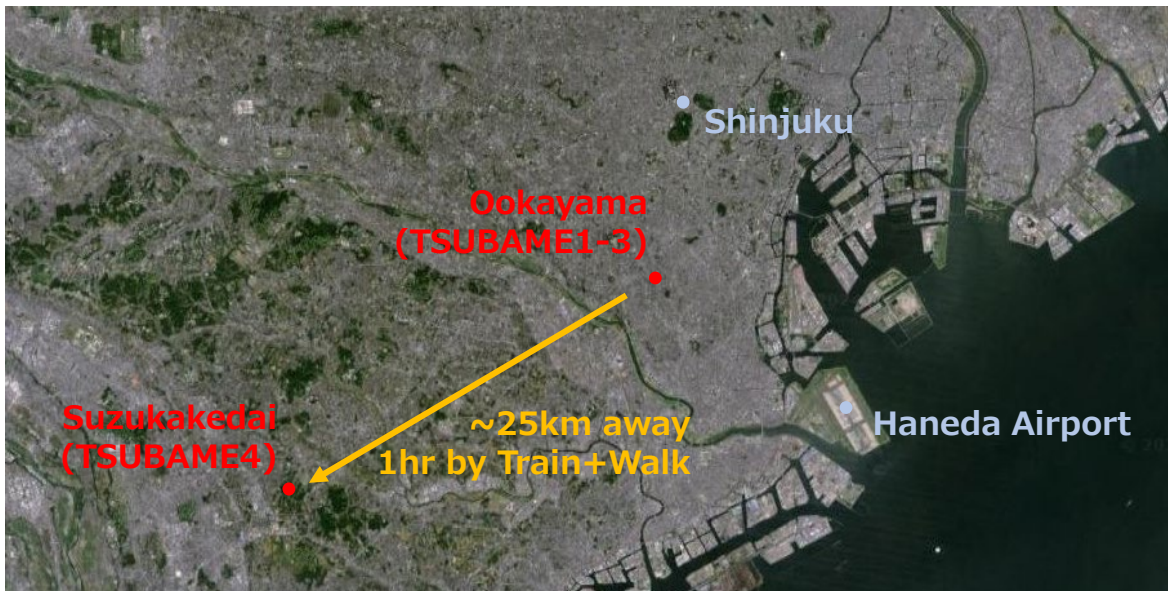 Shinjuku
Ookayama
(TSUBAME1-3)
Suzukakedai
(TSUBAME4)
~25km away
1hr by Train+Walk
Haneda Airport